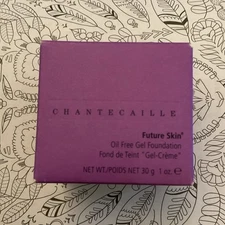 CHANTECAILLE
Future Skin®
Oil Free Gel Foundation
Fond de Teint "Gel-Crème"
NET WT/POIDS NET 30 g 1 oz. ℮